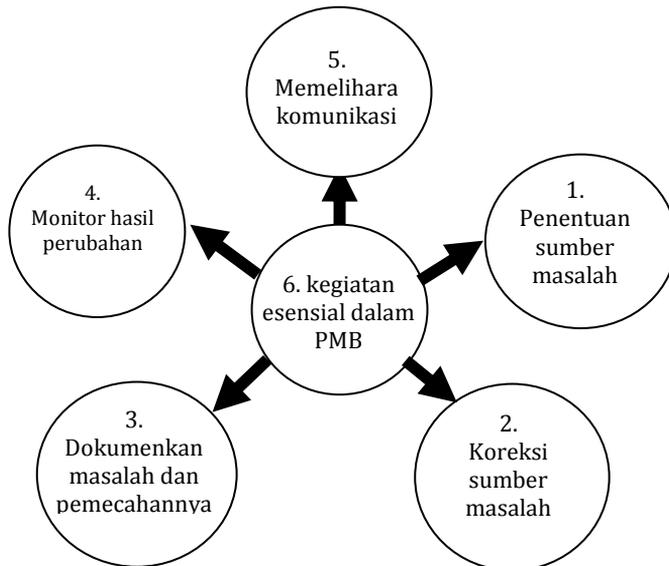 5.
Memelihara
komunikasi
4.
Monitor hasil
perubahan
1.
Penentuan
sumber
masalah
6. kegiatan
esensial dalam
PMB
3.
Dokumenkan
masalah dan
pemecahannya
2.
Koreksi
sumber
masalah